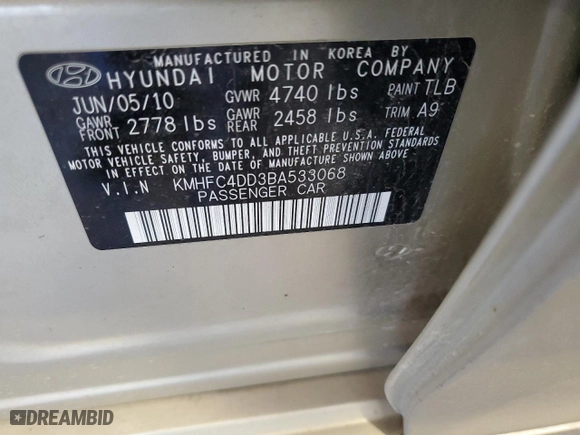 MANUFACTURED IN KOREA BY
HYUNDAI MOTOR COMPANY
JUN/05/10 GVWR 4740 lbs PAINT TLB
GAWR FRONT 2778 lbs GAWR REAR 2458 lbs TRIM A9
THIS VEHICLE CONFORMS TO ALL APPLICABLE U.S.A. FEDERAL
MOTOR VEHICLE SAFETY, BUMPER, AND THEFT PREVENTION STANDARDS
IN EFFECT ON THE DATE OF MANUFACTURE SHOWN ABOVE.
V.I.N KMHFC4DD3BA533068
PASSENGER CAR
DREAMBID